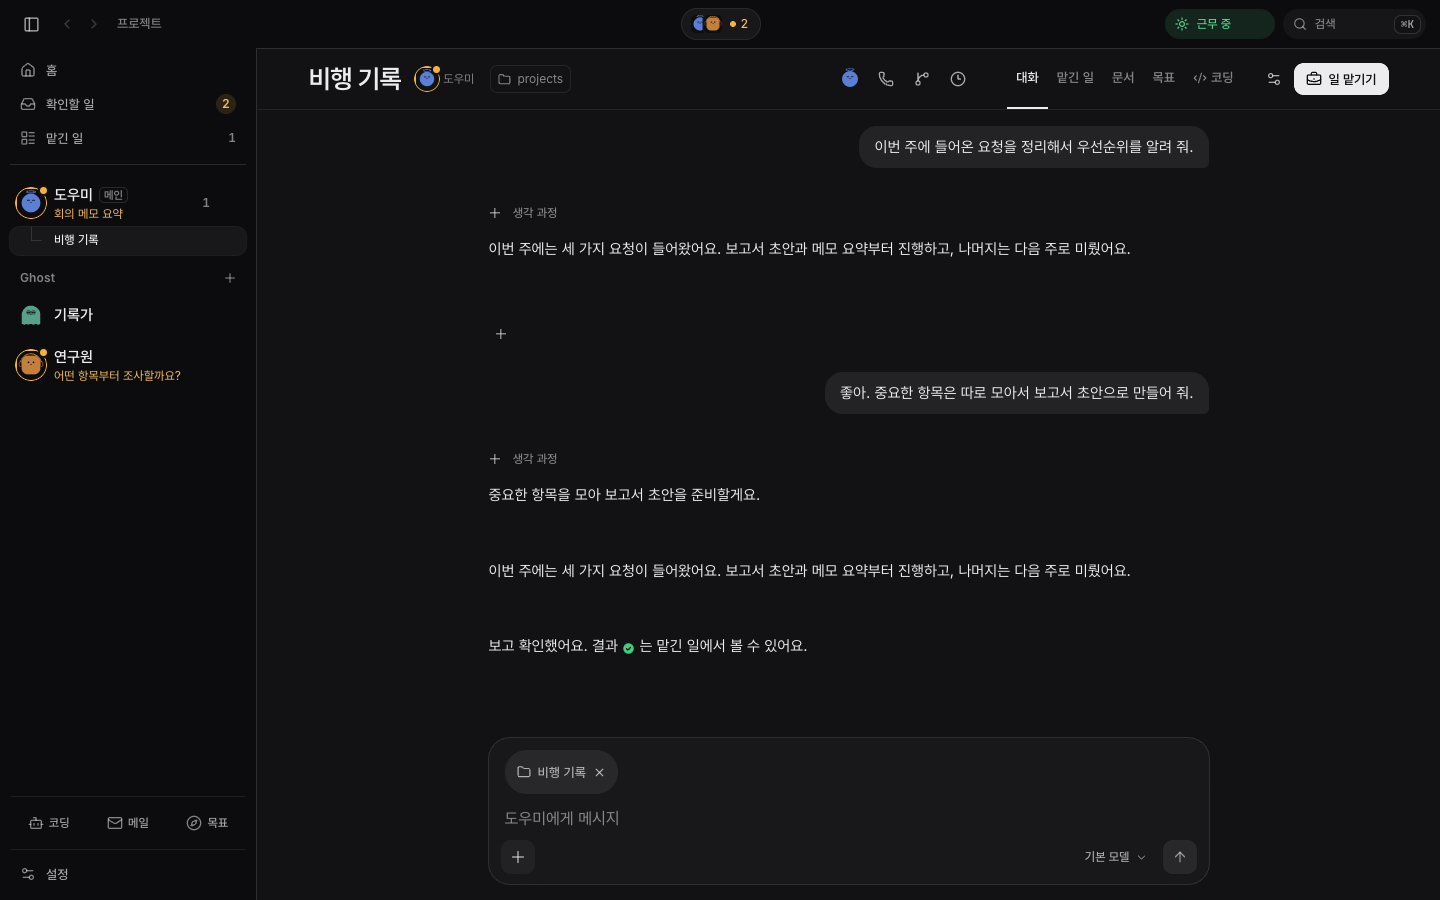 프로젝트
2
근무 중
검색
⌘K
홈
확인할 일
2
맡긴 일
1
도우미
메인
회의 메모 요약
1
비행 기록
Ghost
기록가
연구원
어떤 항목부터 조사할까요?
코딩
메일
목표
설정
비행 기록
도우미
projects
대화
맡긴 일
문서
목표
코딩
일 맡기기
이번 주에 들어온 요청을 정리해서 우선순위를 알려 줘.
생각 과정
이번 주에는 세 가지 요청이 들어왔어요. 보고서 초안과 메모 요약부터 진행하고, 나머지는 다음 주로 미뤘어요.
좋아. 중요한 항목은 따로 모아서 보고서 초안으로 만들어 줘.
생각 과정
중요한 항목을 모아 보고서 초안을 준비할게요.
이번 주에는 세 가지 요청이 들어왔어요. 보고서 초안과 메모 요약부터 진행하고, 나머지는 다음 주로 미뤘어요.
보고 확인했어요. 결과 는 맡긴 일에서 볼 수 있어요.
비행 기록
도우미에게 메시지
기본 모델